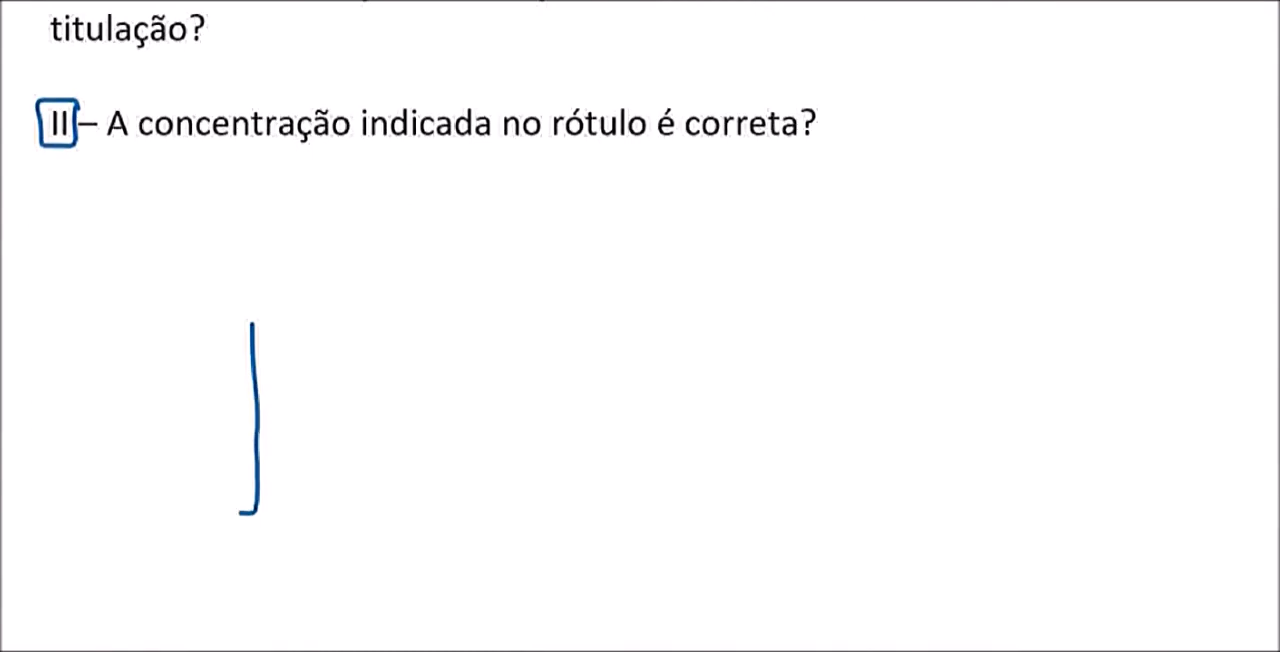 titulação?
II – A concentração indicada no rótulo é correta?